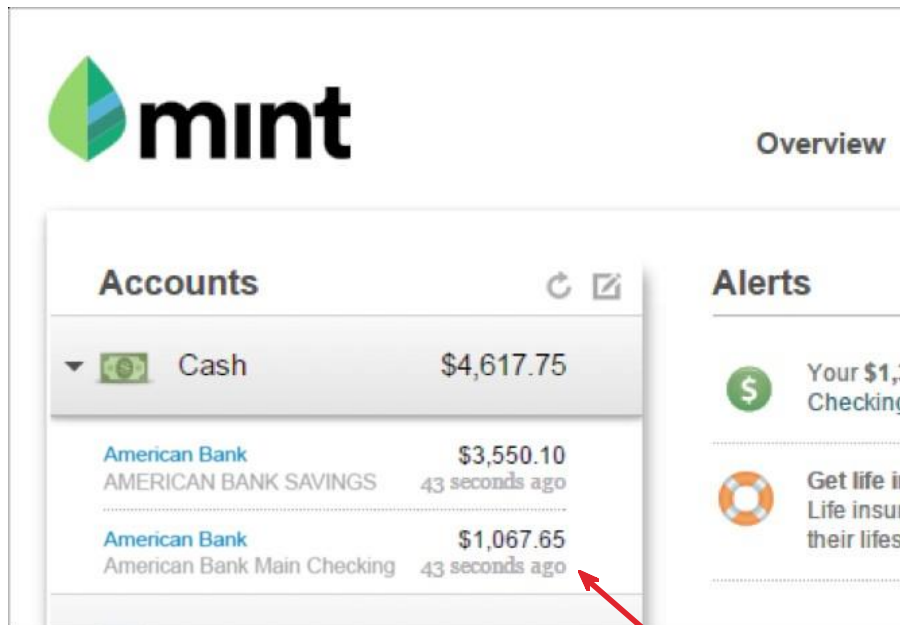 mint
Overview
Accounts
Cash $4,617.75
American Bank $3,550.10
AMERICAN BANK SAVINGS 43 seconds ago
American Bank $1,067.65
American Bank Main Checking 43 seconds ago
Alerts
Your $1,
Checking
Get life
Life
their